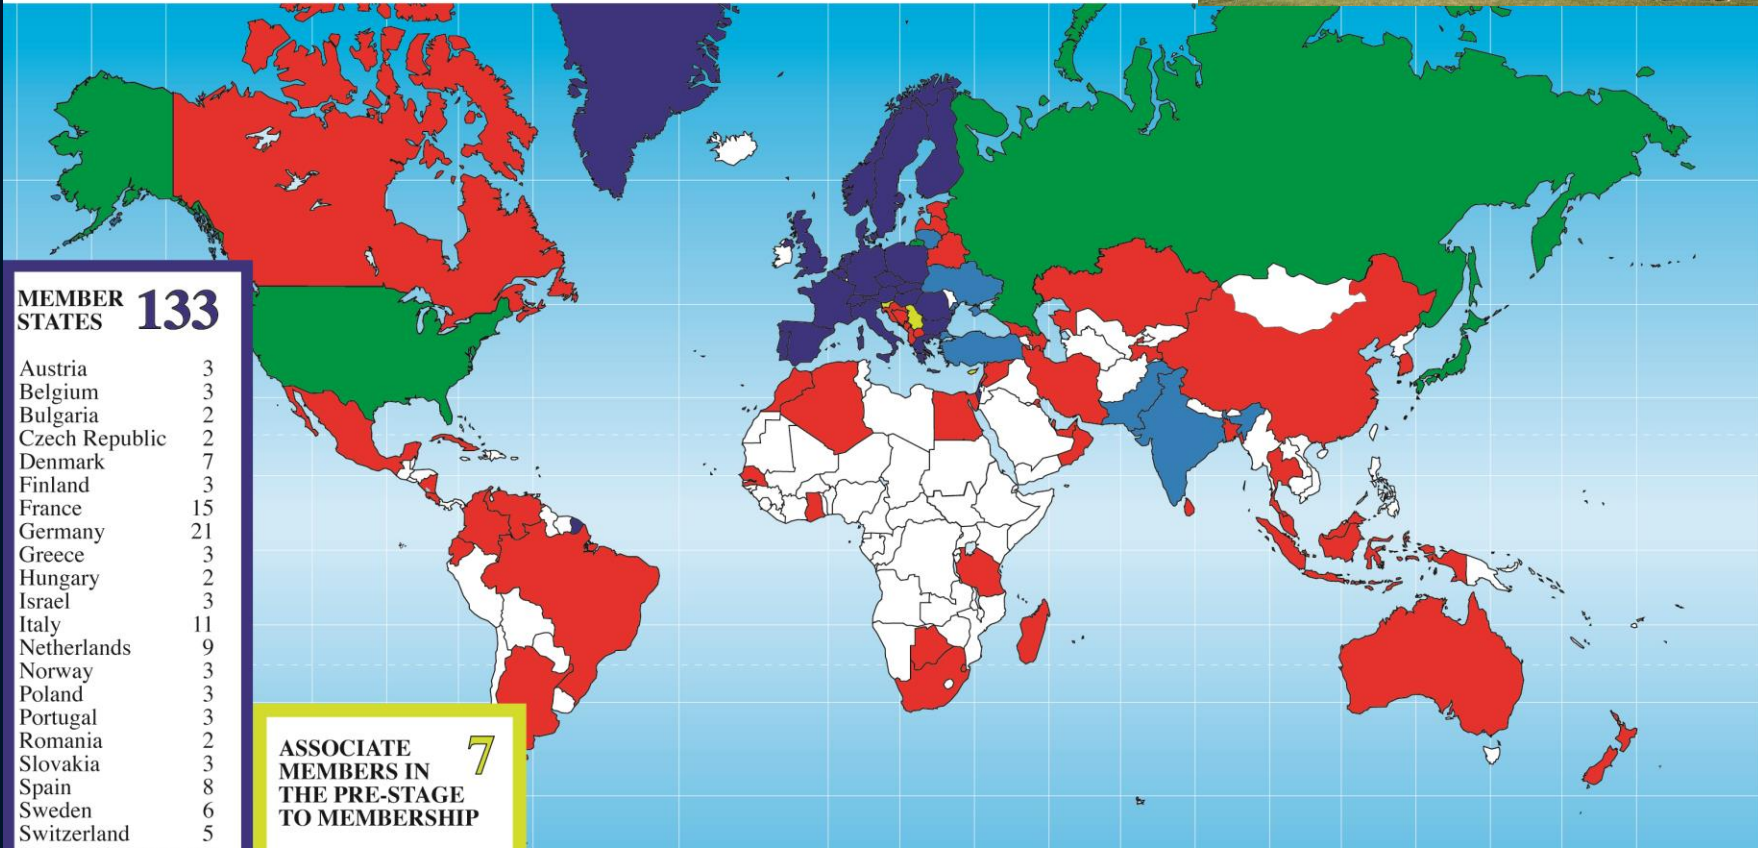 MEMBER
STATES 133
Austria 3
Belgium 3
Bulgaria 2
Czech Republic 2
Denmark 7
Finland 3
France 15
Germany 21
Greece 3
Hungary 2
Israel 3
Italy 11
Netherlands 9
Norway 3
Poland 3
Portugal 3
Romania 2
Slovakia 3
Spain 8
Sweden 6
Switzerland 5
ASSOCIATE 7
MEMBERS IN
THE PRE-STAGE
TO MEMBERSHIP